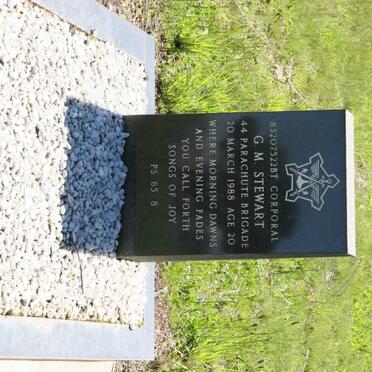 83207522BT CORPORAL
G. M. STEWART
44 PARACHUTE BRIGADE
20 MARCH 1988 AGE 20
WHERE MORNING DAWNS
AND EVENING FADES
YOU CALL FORTH
SONGS OF JOY
PS 65 8